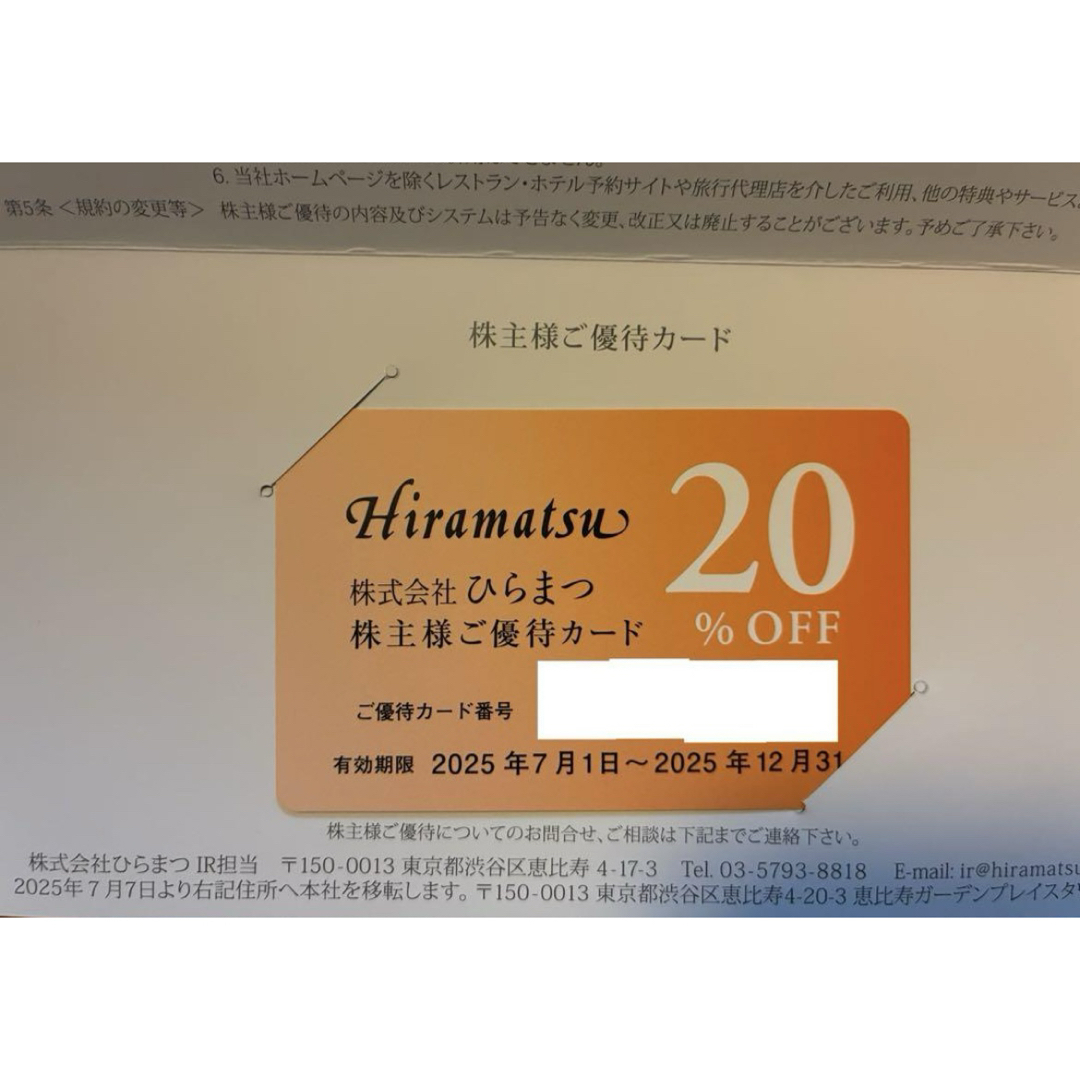 6. 当社ホームページを除くレストラン・ホテル予約サイトや旅行代理店を介したご利用、他の特典やサービス
第5条 <規約の変更等> 株主様ご優待の内容及びシステムは予告なく変更、改正又は廃止することがございます。予めご了承下さい。
株主様ご優待カード
Hiramatsu
20
% OFF
株式会社 ひらまつ
株主様ご優待カード
ご優待カード番号
有効期限 2025 年 7 月 1 日 ～ 2025 年 12 月 31
株主様ご優待についてのお問合せ、ご相談は下記までご連絡下さい。
株式会社ひらまつ IR担当 〒150-0013 東京都渋谷区恵比寿 4-17-3 Tel. 03-5793-8818 E-mail: ir@hiramatsu
2025年7月7日より右記住所へ本社を移転します。〒150-0013 東京都渋谷区恵比寿4-20-3 恵比寿ガーデンプレイスタ